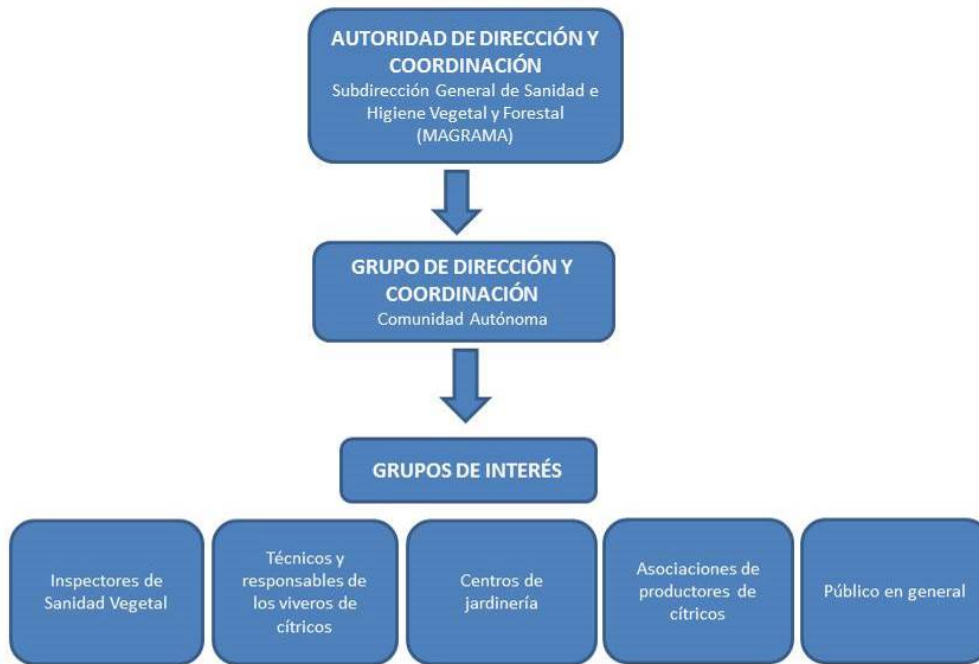 AUTORIDAD DE DIRECCIÓN Y
COORDINACIÓN
Subdirección General de Sanidad e
Higiene Vegetal y Forestal
(MAGRAMA)
GRUPO DE DIRECCIÓN Y
COORDINACIÓN
Comunidad Autónoma
GRUPOS DE INTERÉS
Inspectores de
Sanidad Vegetal
Técnicos y
responsables de
los viveros de
cítricos
Centros de
jardinería
Asociaciones de
productores de
cítricos
Público en general